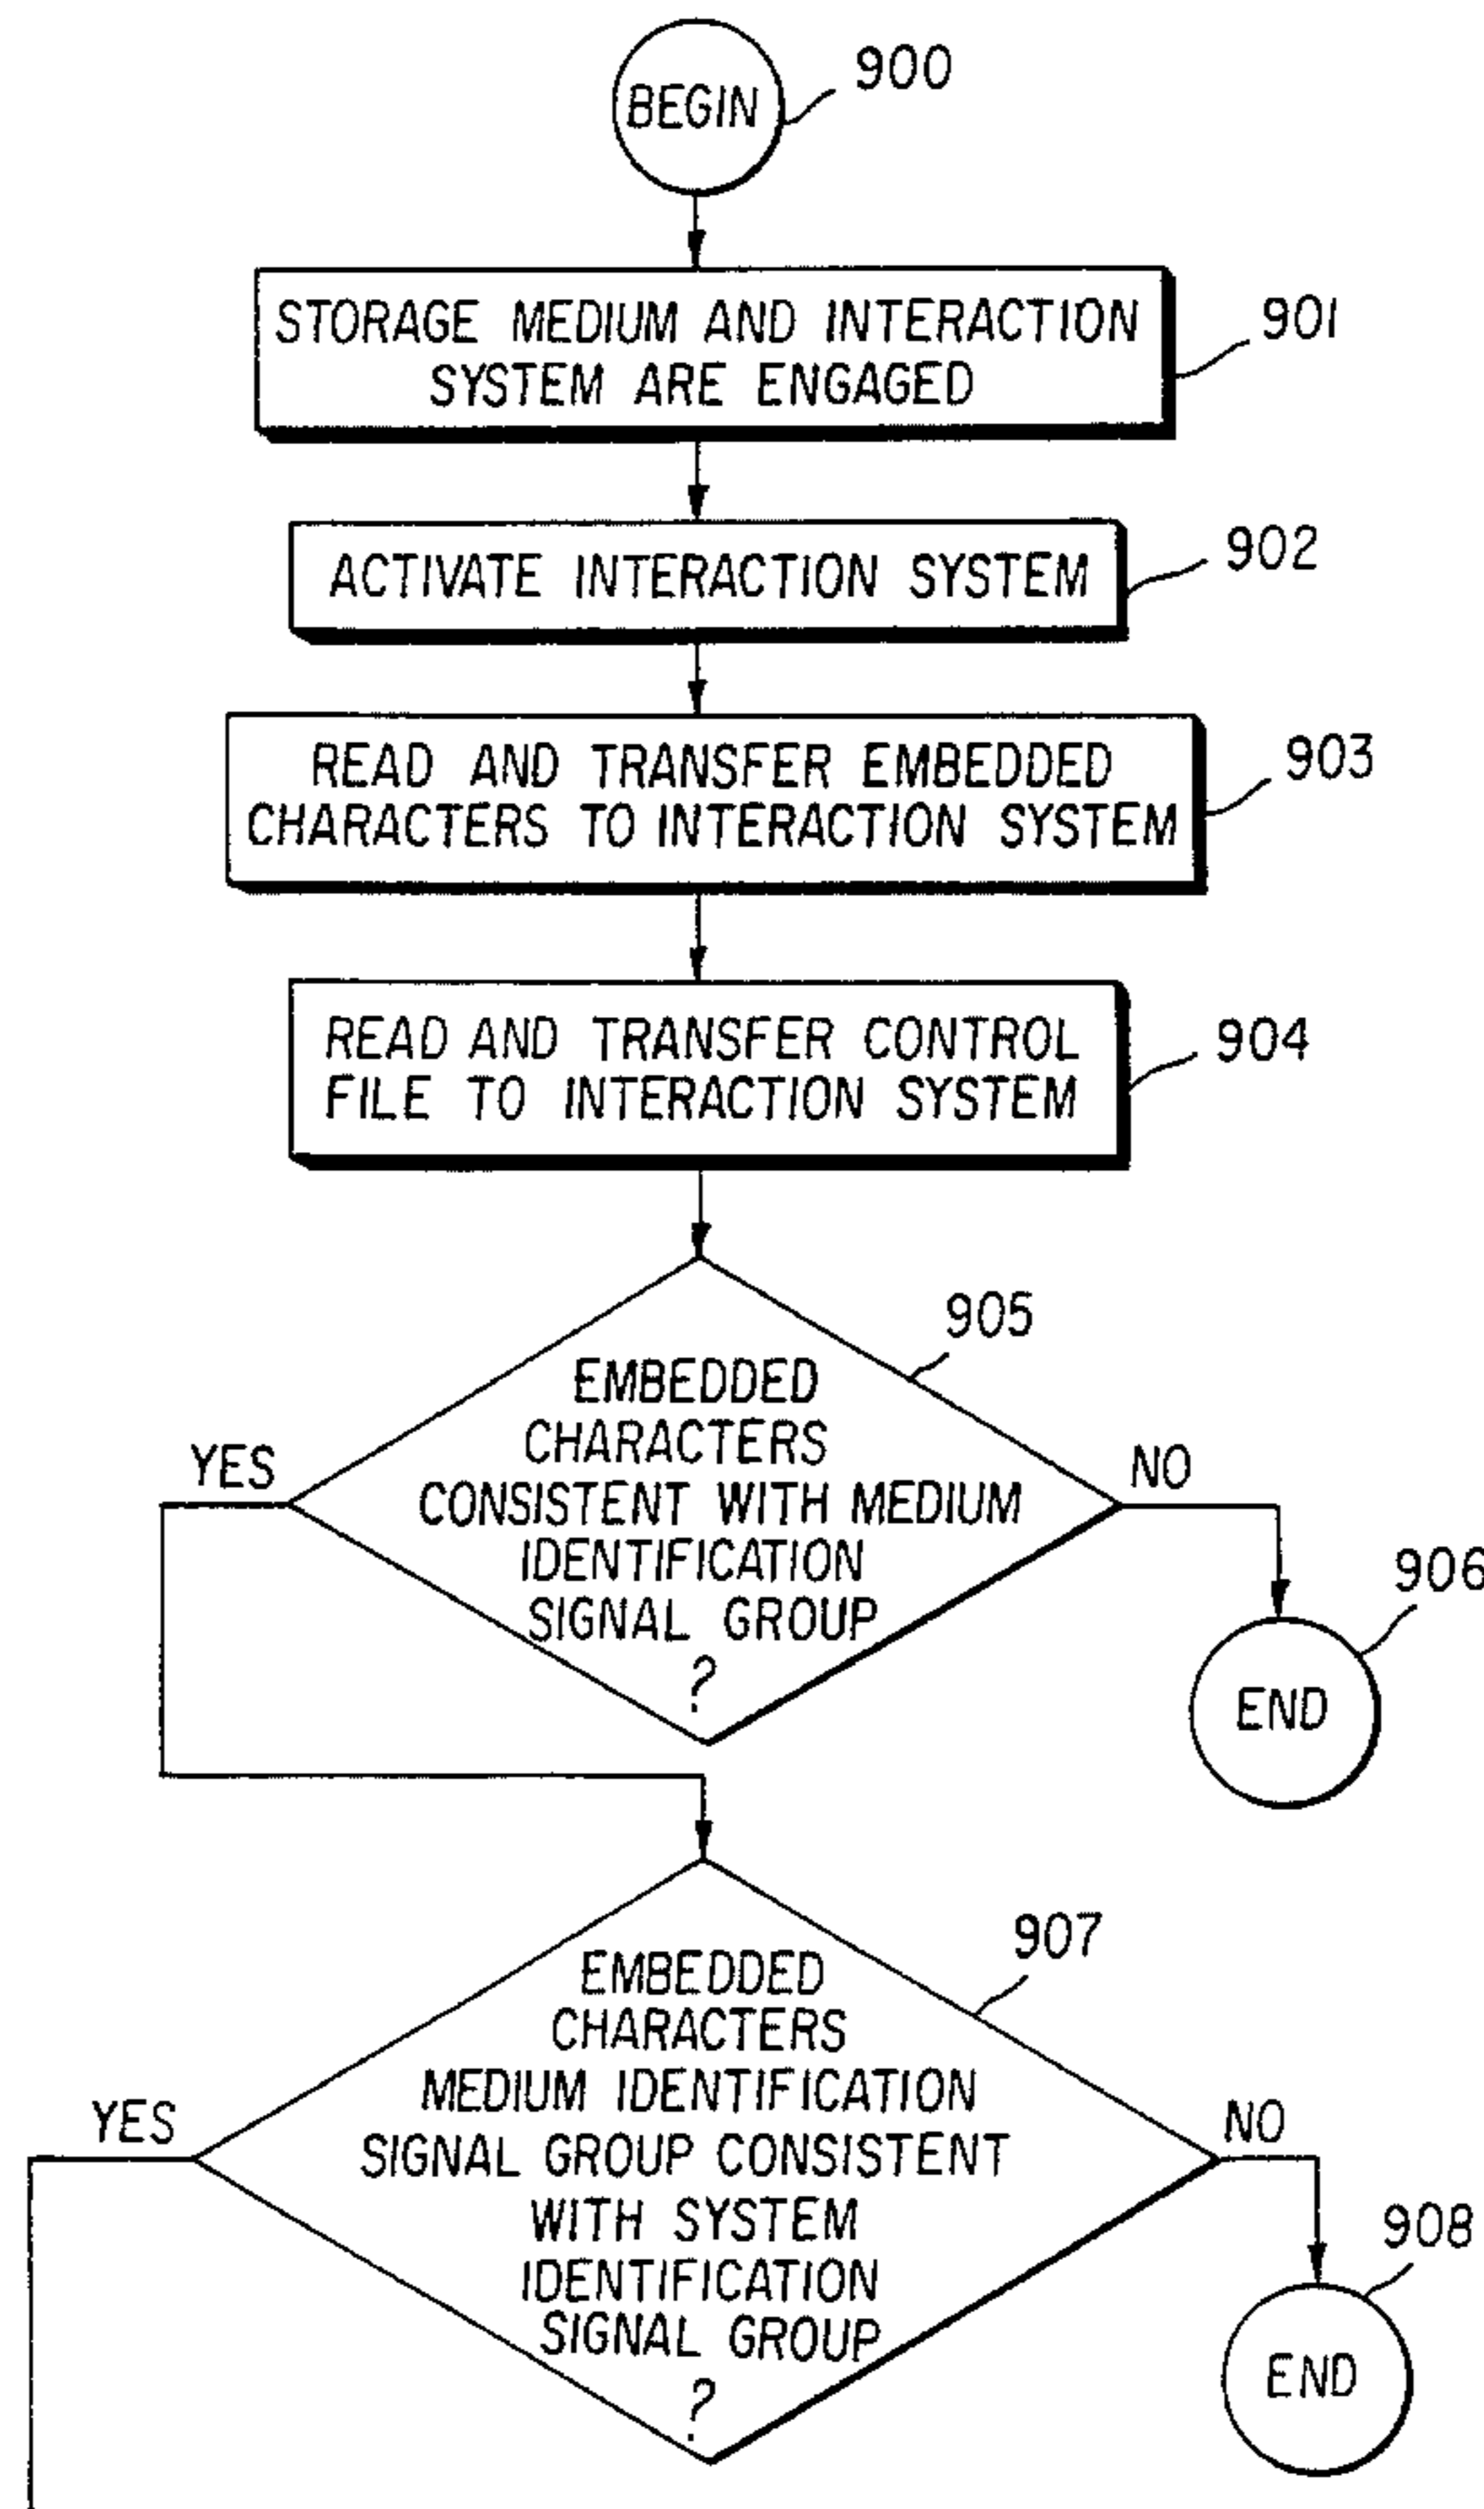 BEGIN
900
STORAGE MEDIUM AND INTERACTION
SYSTEM ARE ENGAGED
901
ACTIVATE INTERACTION SYSTEM
902
READ AND TRANSFER EMBEDDED
CHARACTERS TO INTERACTION SYSTEM
903
READ AND TRANSFER CONTROL
FILE TO INTERACTION SYSTEM
904
905
EMBEDDED
CHARACTERS
CONSISTENT WITH MEDIUM
IDENTIFICATION
SIGNAL GROUP
?
YES
NO
906
END
907
EMBEDDED
CHARACTERS
MEDIUM IDENTIFICATION
SIGNAL GROUP CONSISTENT
WITH SYSTEM
IDENTIFICATION
SIGNAL GROUP
?
YES
NO
908
END